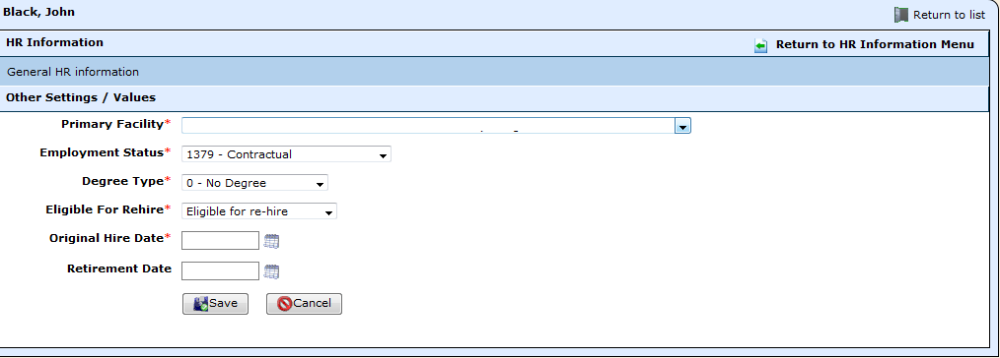 Black, John
Return to list
HR Information
Return to HR Information Menu
General HR information
Other Settings / Values
Primary Facility*
Employment Status* 1379 - Contractual
Degree Type* 0 - No Degree
Eligible For Rehire* Eligible for re-hire
Original Hire Date*
Retirement Date
Save Cancel